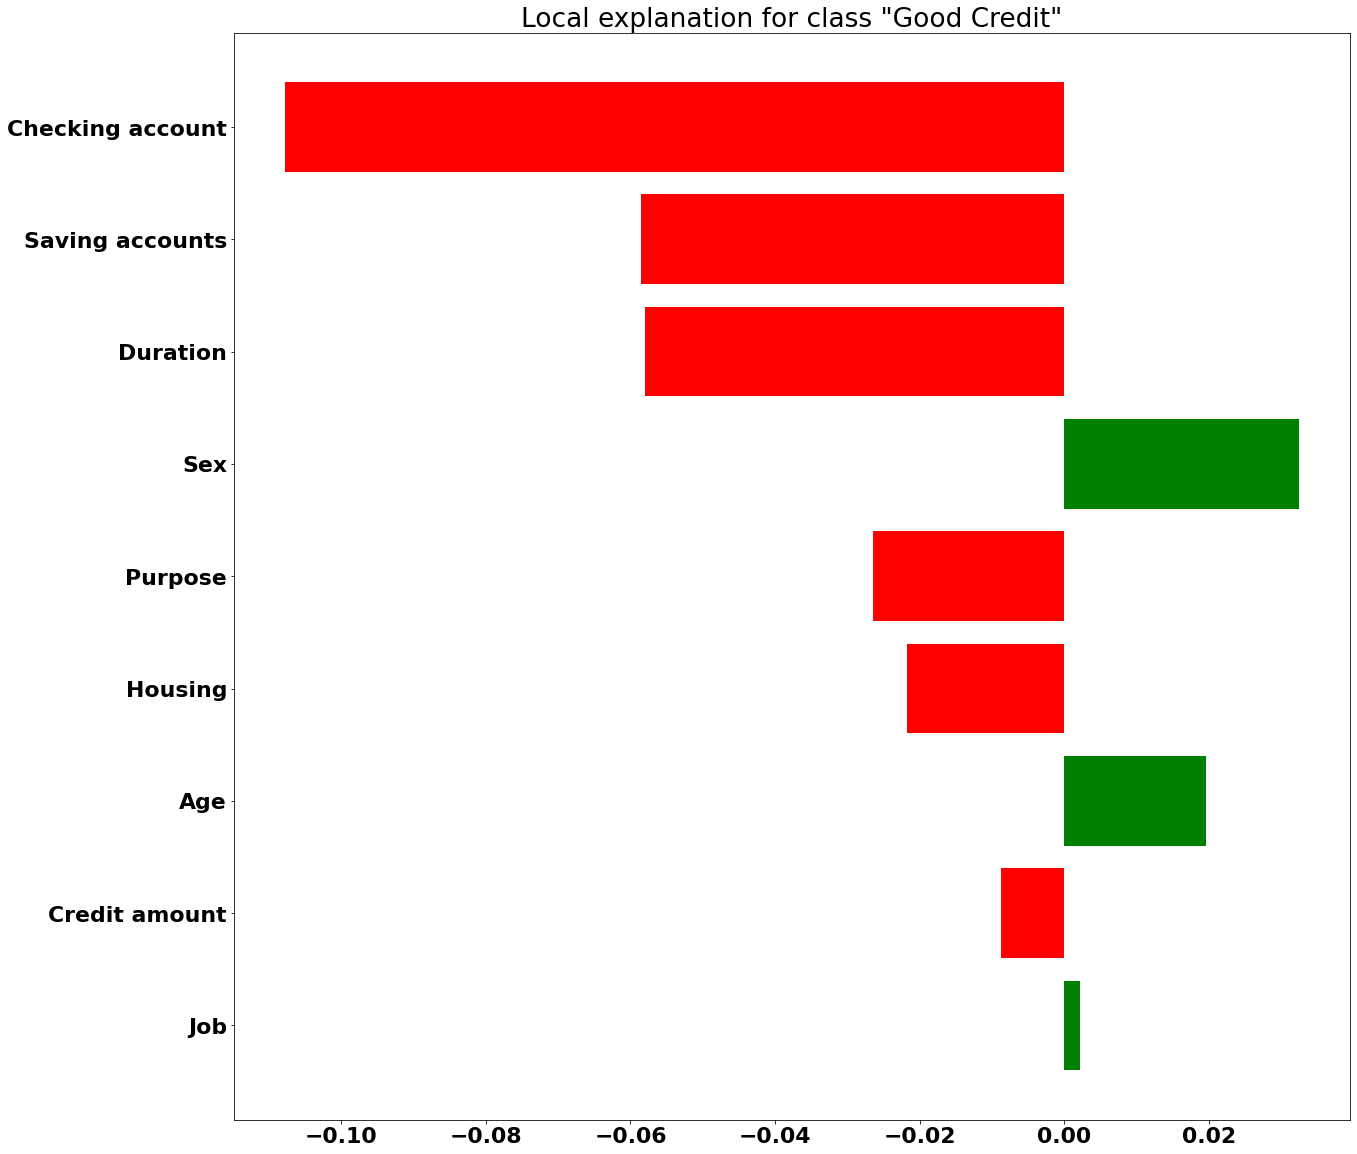 Local explanation for class "Good Credit"
Checking account
Saving accounts
Duration
Sex
Purpose
Housing
Age
Credit amount
Job
−0.10 −0.08 −0.06 −0.04 −0.02 0.00 0.02